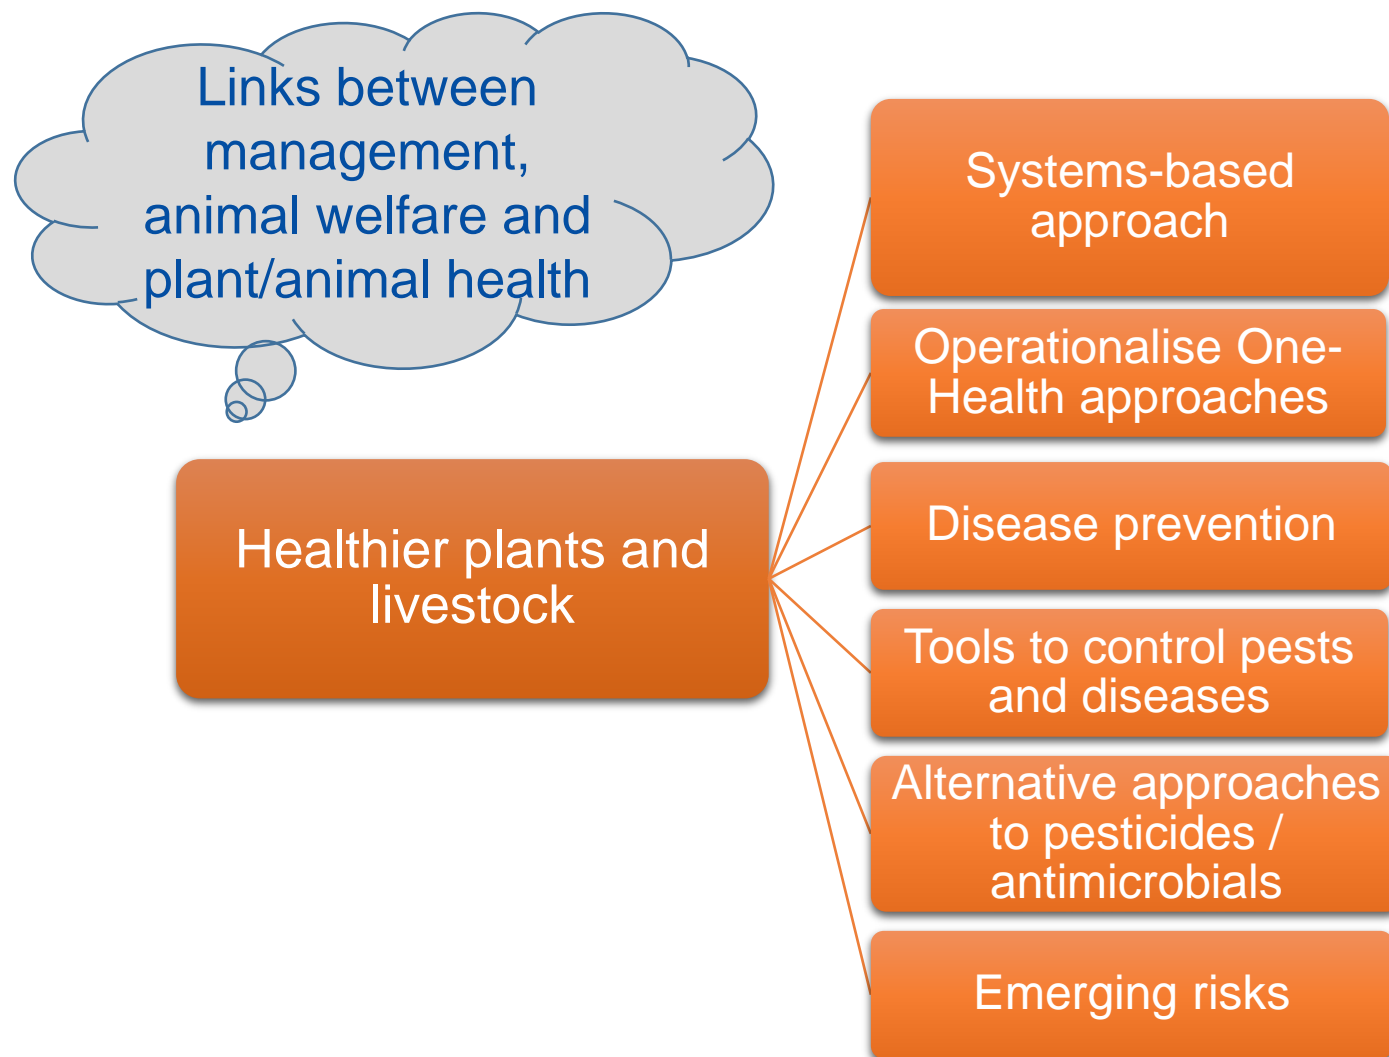 Links between
management,
animal welfare and
plant/animal health
Healthier plants and
livestock
Systems-based
approach
Operationalise One-
Health approaches
Disease prevention
Tools to control pests
and diseases
Alternative approaches
to pesticides /
antimicrobials
Emerging risks